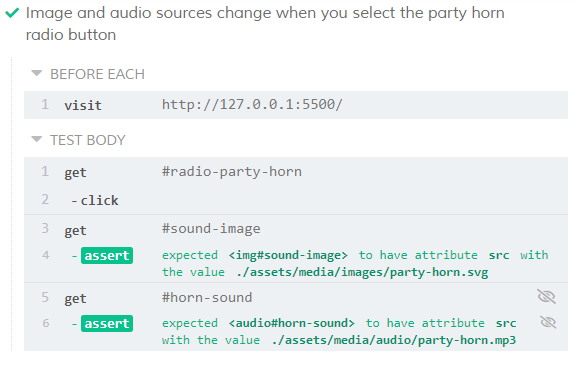 Image and audio sources change when you select the party horn
radio button
BEFORE EACH
1 visit http://127.0.0.1:5500/
TEST BODY
1 get #radio-party-horn
2 -click
3 get #sound-image
4 -assert expected <img#sound-image> to have attribute src with
the value ./assets/media/images/party-horn.svg
5 get #horn-sound
6 -assert expected <audio#horn-sound> to have attribute src
with the value ./assets/media/audio/party-horn.mp3